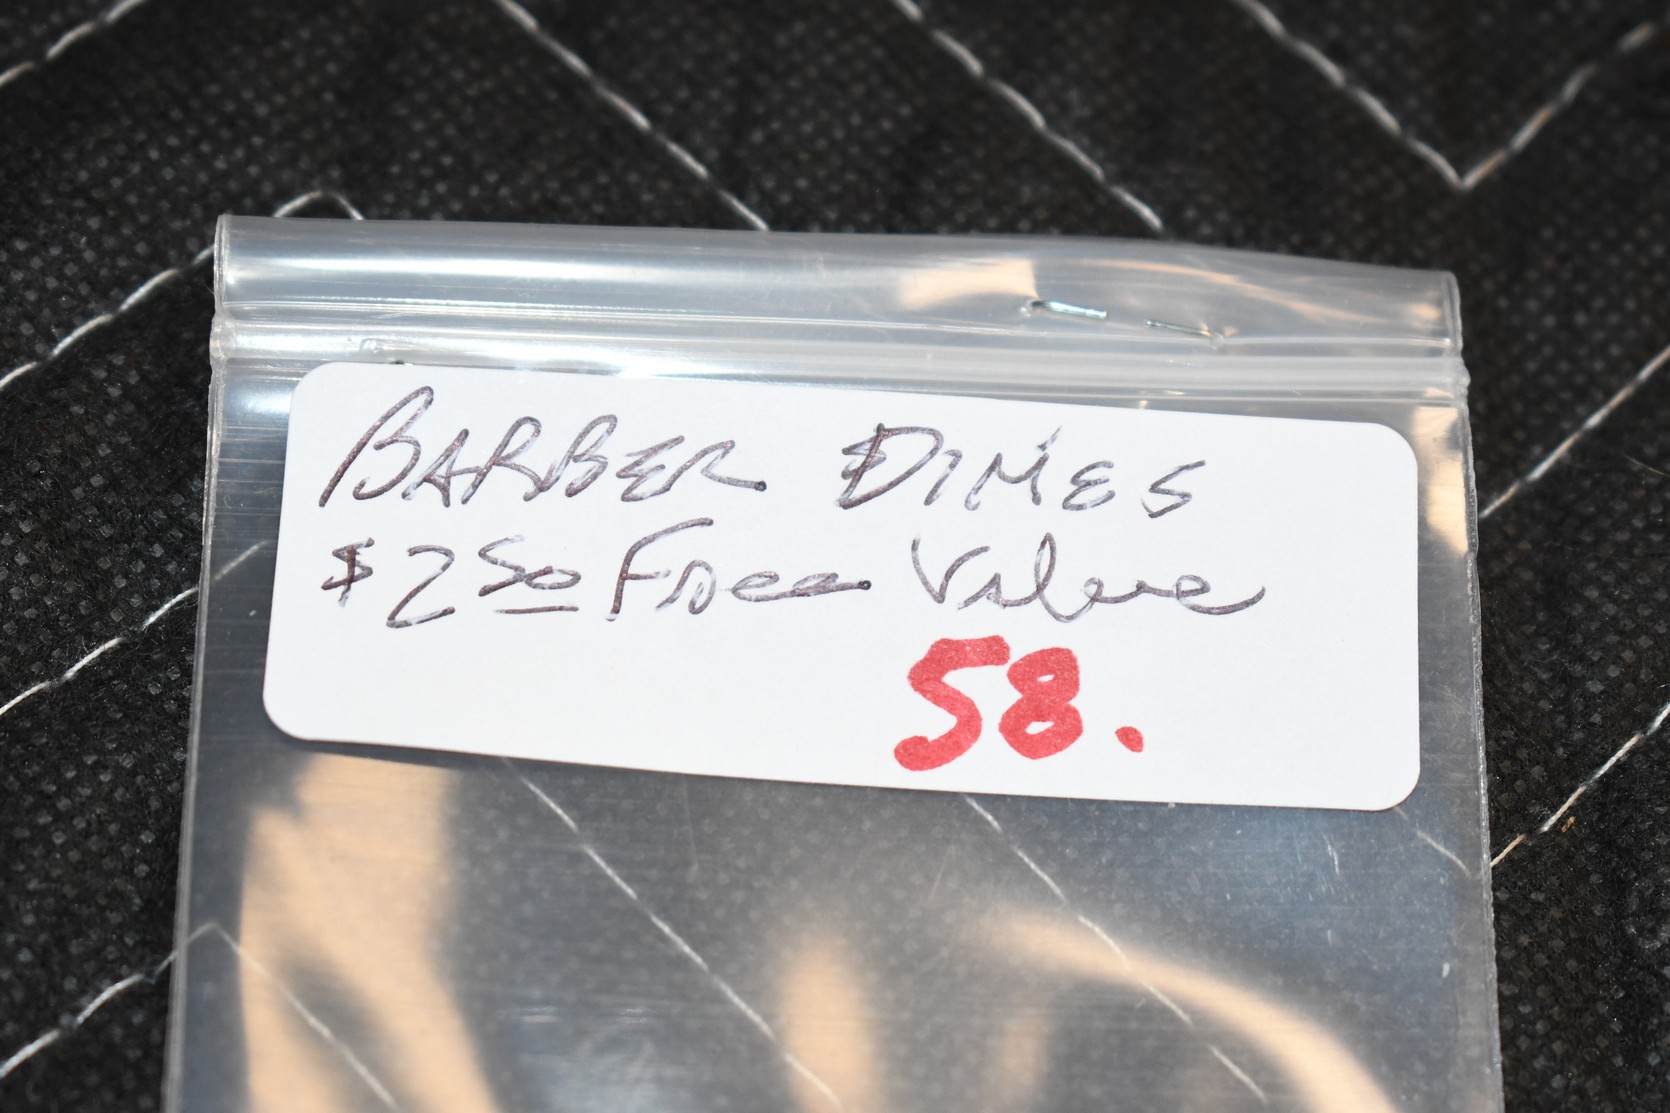 BARBER DIMES
$2 50 Face Value
58.